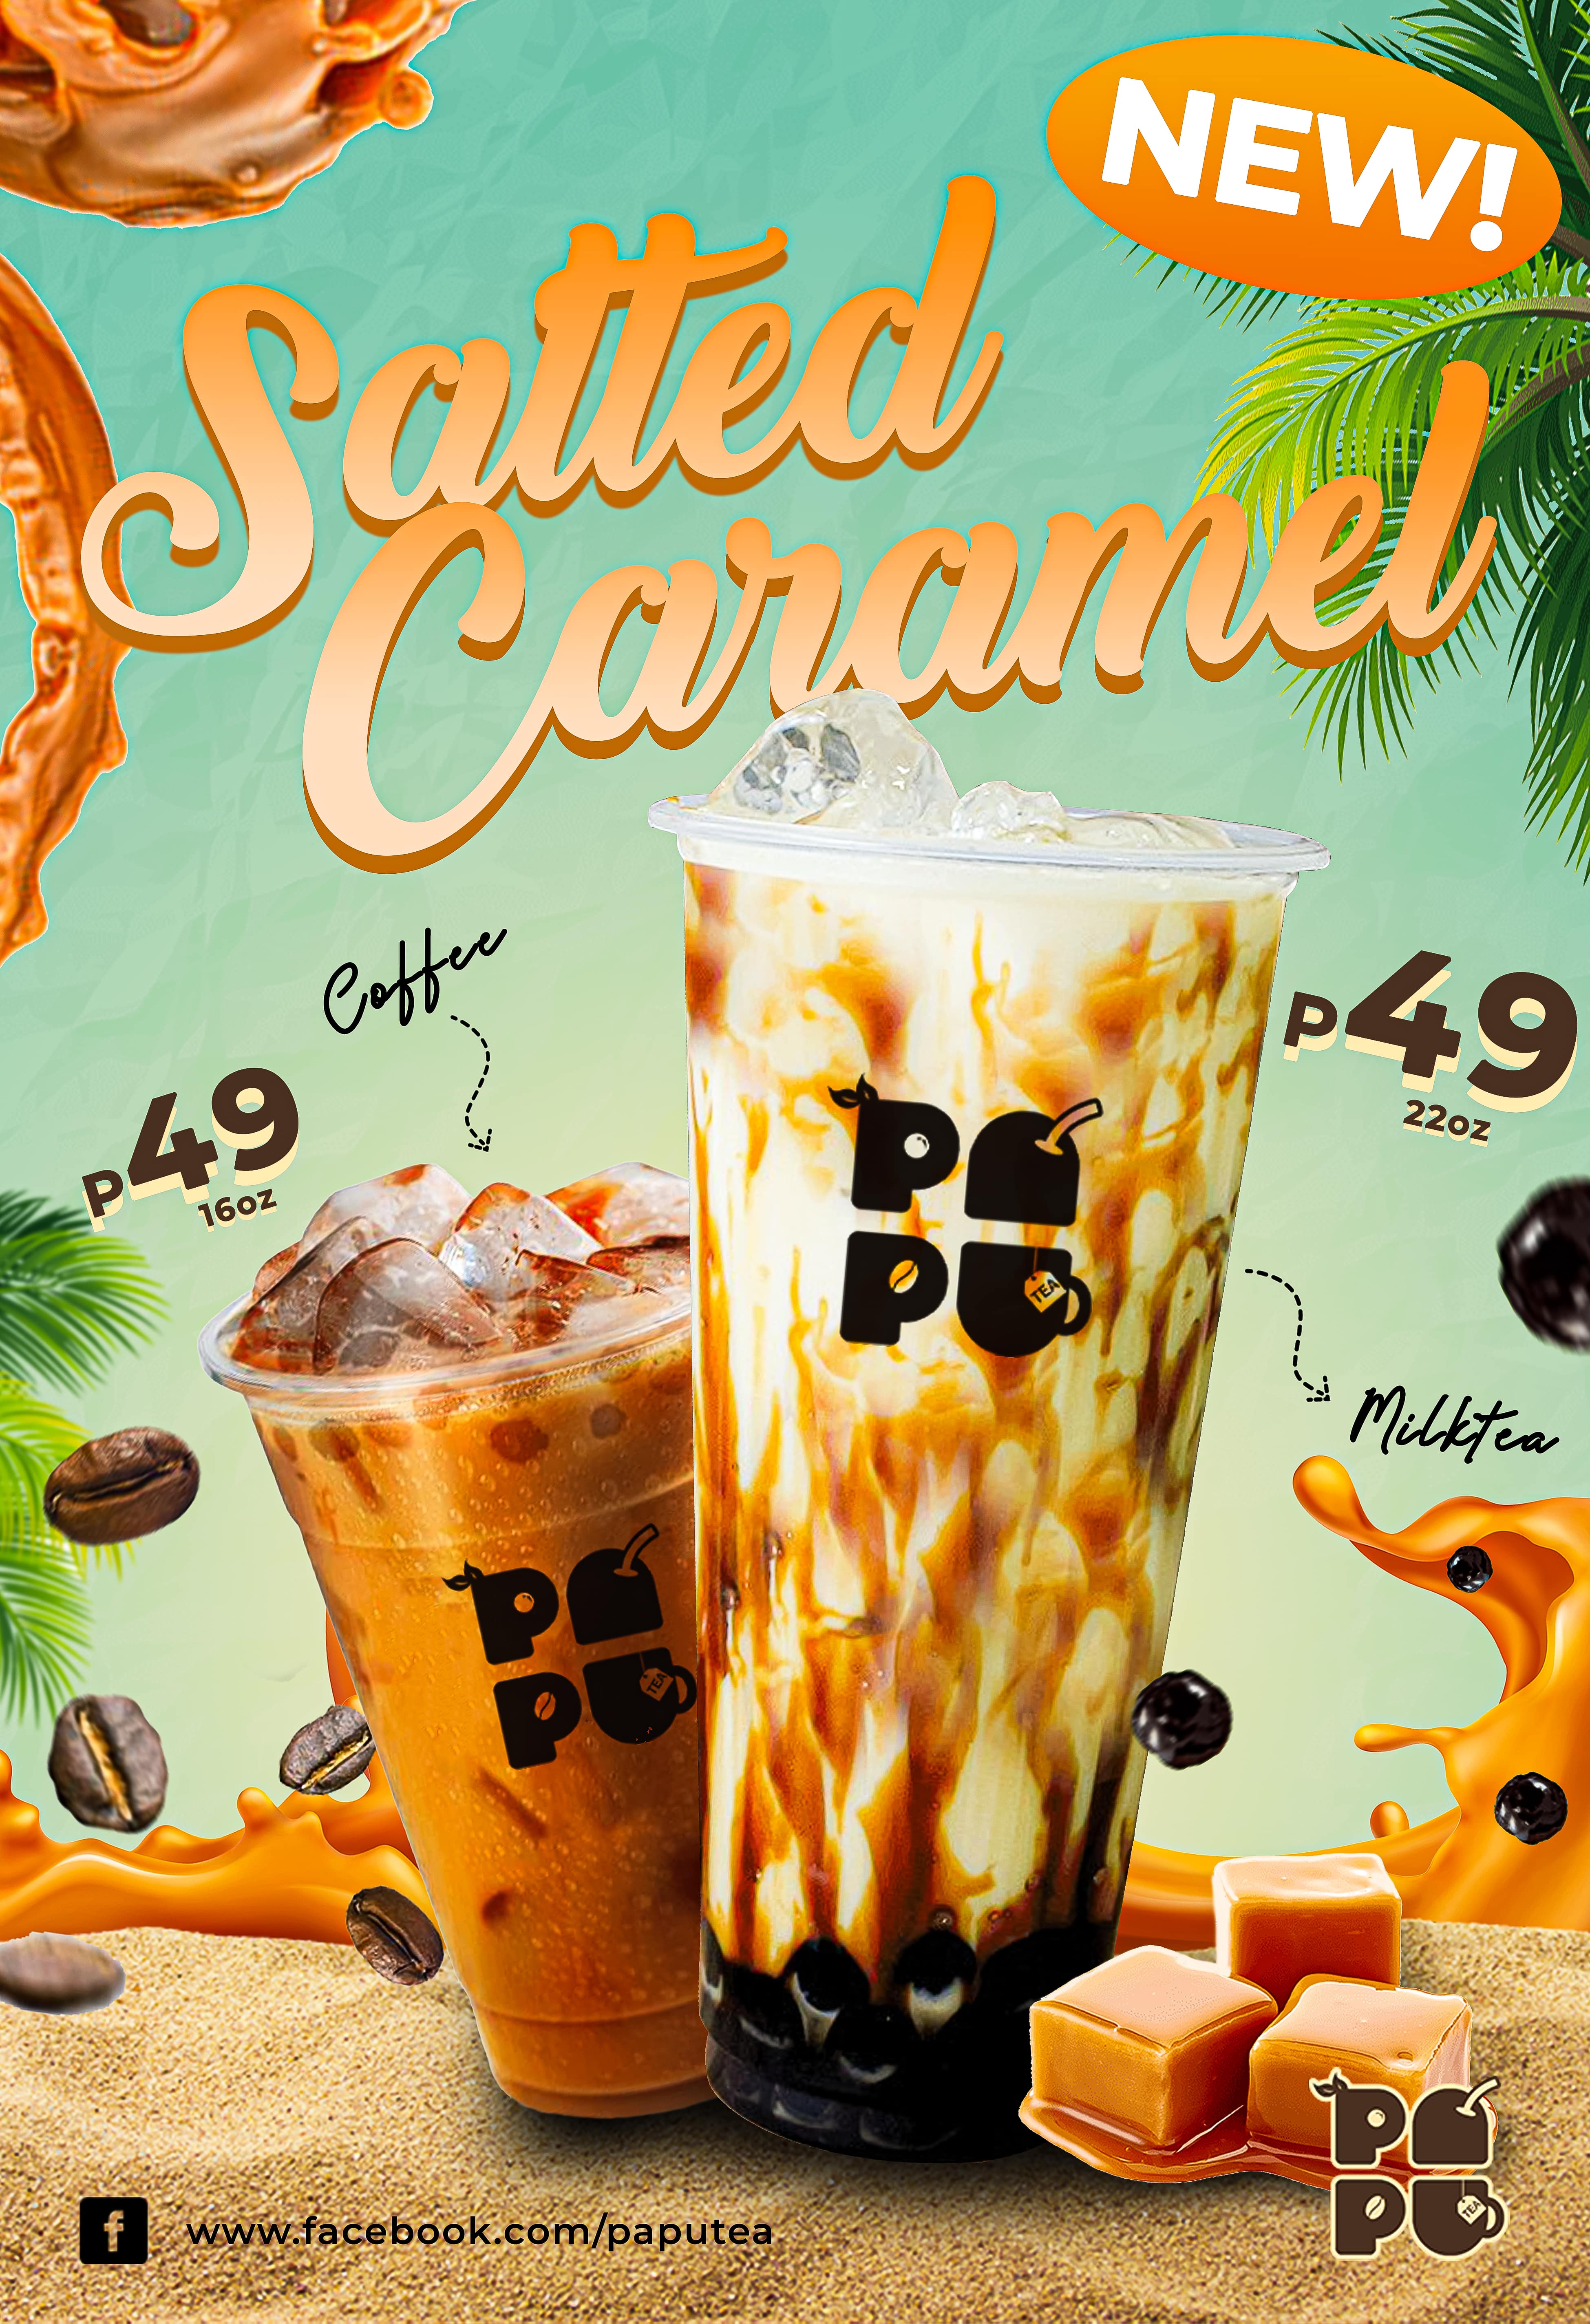 NEW!
Salted
Caramel
Coffee
P49
16oz
P49
22oz
Milktea
PA
PU
TEA
PA
PU
TEA
PA
PU
TEA
f
www.facebook.com/paputea